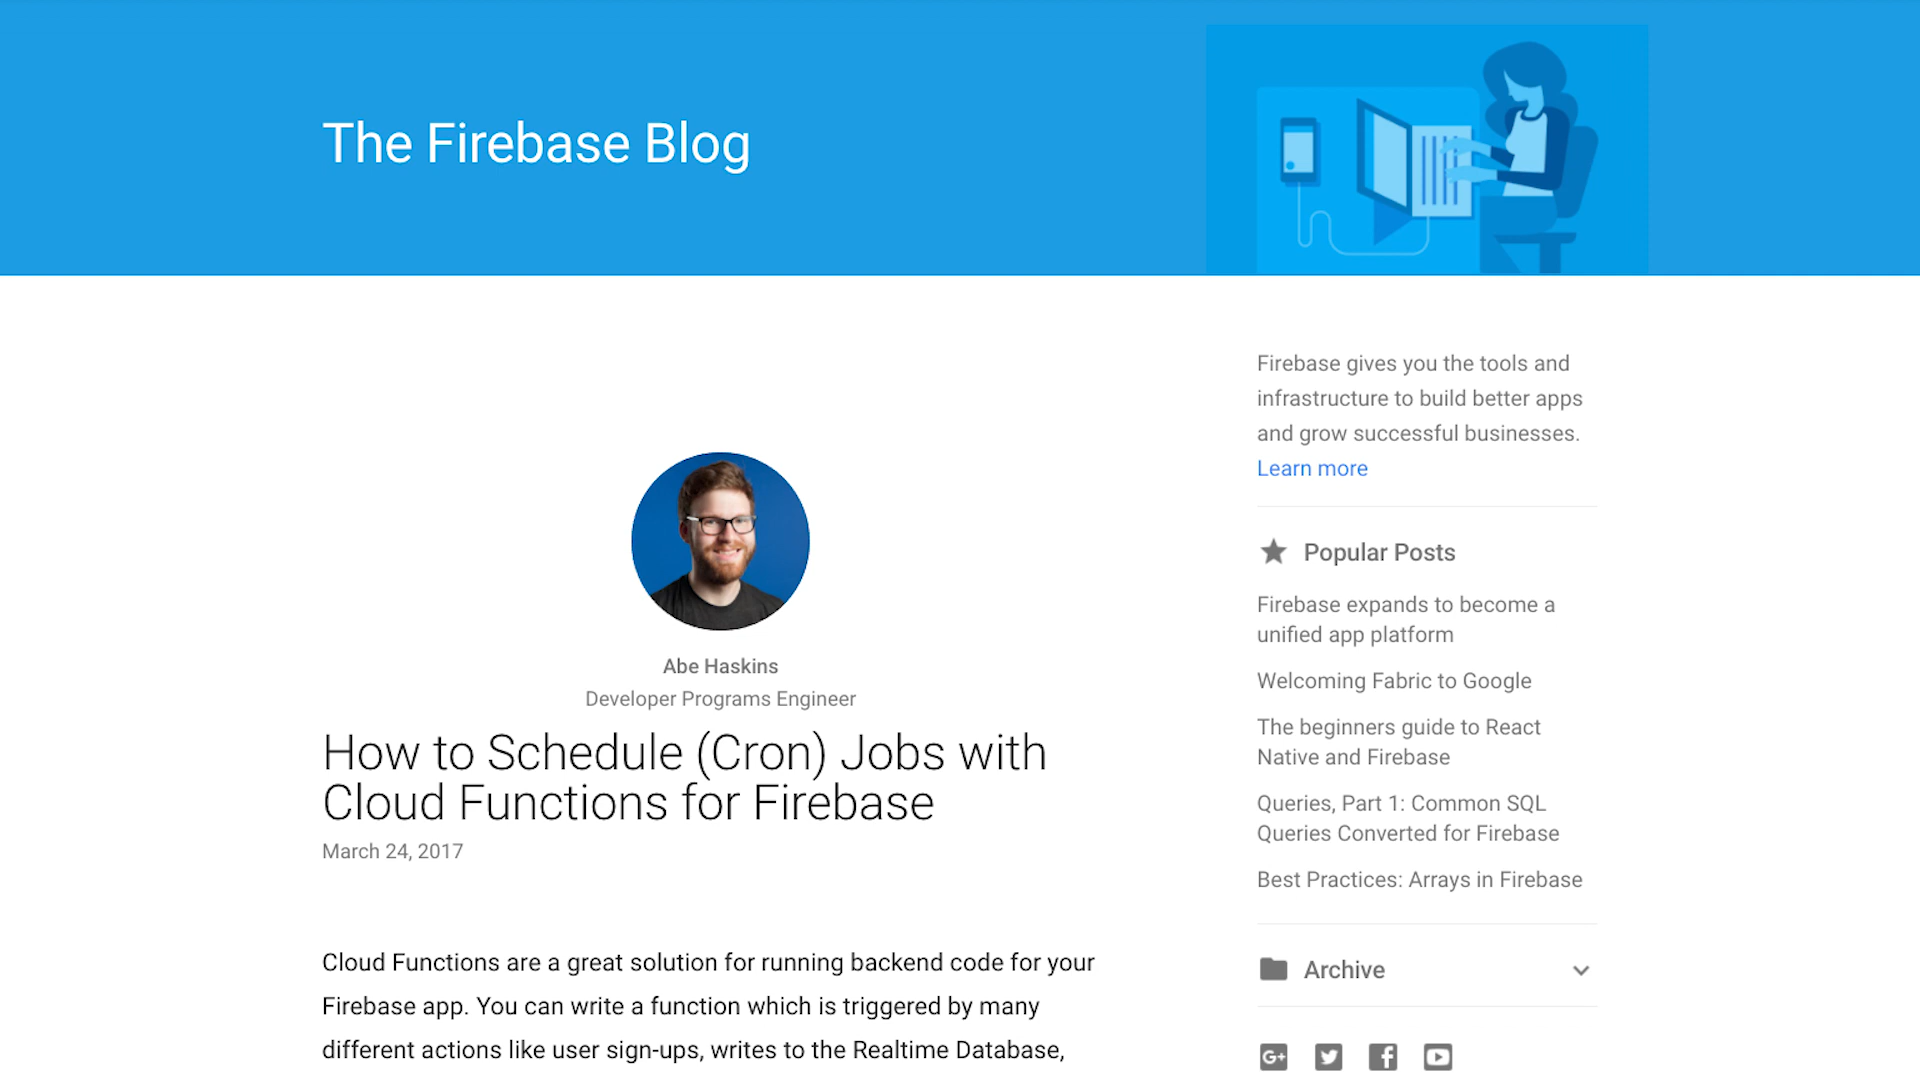 The Firebase Blog
Abe Haskins
Developer Programs Engineer
How to Schedule (Cron) Jobs with
Cloud Functions for Firebase
March 24, 2017
Cloud Functions are a great solution for running backend code for your
Firebase app. You can write a function which is triggered by many
different actions like user sign-ups, writes to the Realtime Database,
Firebase gives you the tools and
infrastructure to build better apps
and grow successful businesses.
Learn more
Popular Posts
Firebase expands to become a
unified app platform
Welcoming Fabric to Google
The beginners guide to React
Native and Firebase
Queries, Part 1: Common SQL
Queries Converted for Firebase
Best Practices: Arrays in Firebase
Archive
G+